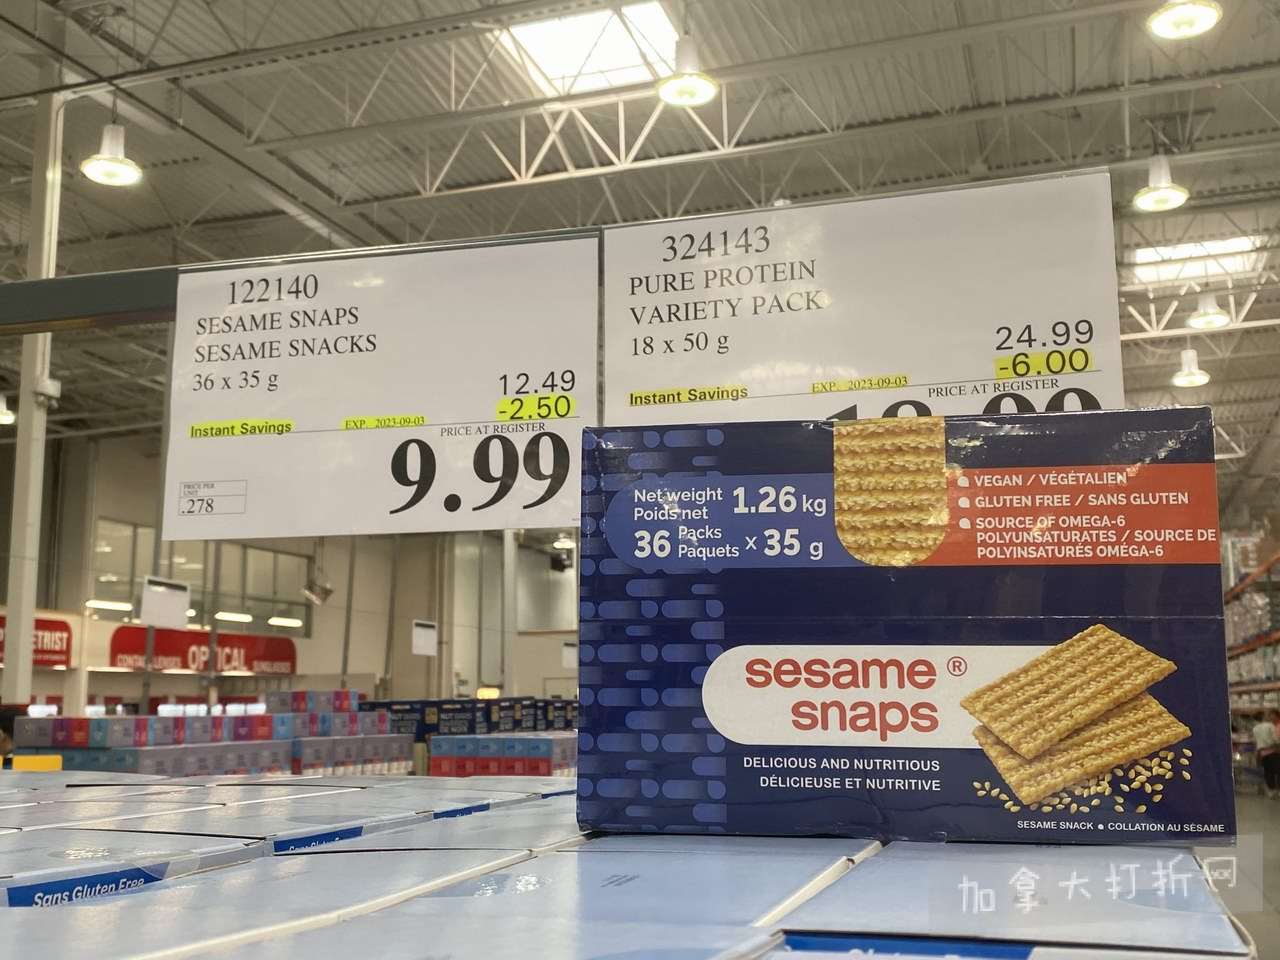 122140
SESAME SNAPS
SESAME SNACKS
36 x 35 g
12.49
-2.50
Instant Savings
EXP. 2023-09-03
PRICE AT REGISTER
9.99
PRICE PER
UNIT
.278
324143
PURE PROTEIN
VARIETY PACK
18 x 50 g
24.99
-6.00
Instant Savings
EXP. 2023-09-03
PRICE AT REGISTER
Net weight
Poids net
1.26 kg
36 Packs
Paquets x 35 g
VEGAN / VÉGÉTALIEN
GLUTEN FREE / SANS GLUTEN
SOURCE OF OMEGA-6
POLYUNSATURATES / SOURCE DE
POLYINSATURÉS OMÉGA-6
sesame ®
snaps
DELICIOUS AND NUTRITIOUS
DÉLICIEUSE ET NUTRITIVE
SESAME SNACK ● COLLATION AU SÉSAME
OPTICAL
Sans Gluten Free
加拿大打折网